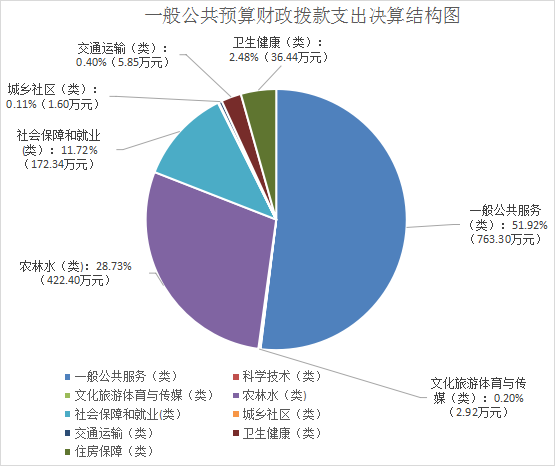 一般公共预算财政拨款支出决算结构图
交通运输（类）：
0.40%（5.85万元）
卫生健康（类）：
2.48%（36.44万元）
城乡社区（类）：
0.11%（1.60万元）
社会保障和就业
（类）：11.72%
（172.34万元）
一般公共服务
（类）：51.92%
（763.30万元）
农林水（类）：28.73%
（422.40万元）
文化旅游体育与传
媒（类）：0.20%
（2.92万元）
一般公共服务（类）
科学技术（类）
文化旅游体育与传媒（类）
农林水（类）
社会保障和就业(类）
城乡社区（类）
交通运输（类）
卫生健康（类）
住房保障（类）